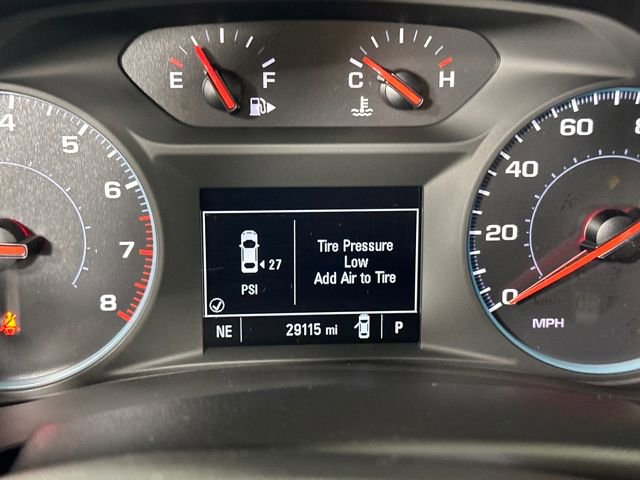 E F
C H
4
5
6
7
8
Tire Pressure
Low
Add Air to Tire
27
PSI
NE 29115 mi P
60
40
20
0
MPH